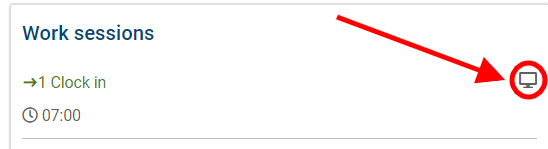 Work sessions
→1 Clock in
07:00